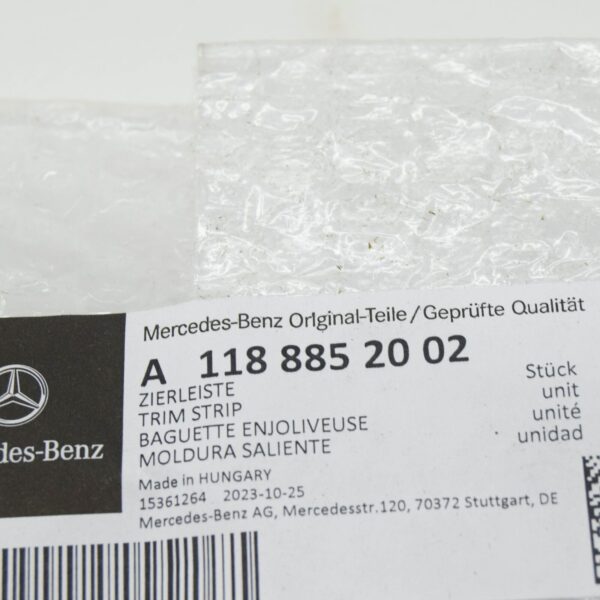 Mercedes-Benz Original-Teile/Geprüfte Qualität
A 118 885 20 02
ZIERLEISTE
TRIM STRIP
BAGUETTE ENJOLIVEUSE
MOLDURA SALIENTE
Stück
unit
unité
unidad
des-Benz
Made in HUNGARY
15361264 2023-10-25
Mercedes-Benz AG, Mercedesstr.120, 70372 Stuttgart, DE